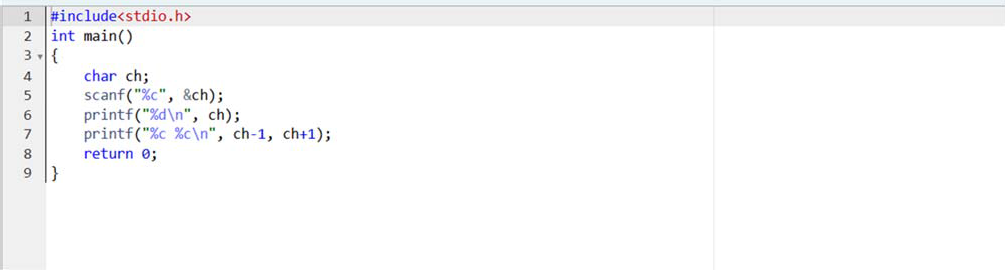 1 #include<stdio.h>
2 int main()
3 {
4 char ch;
5 scanf("%c", &ch);
6 printf("%d\n", ch);
7 printf("%c %c\n", ch-1, ch+1);
8 return 0;
9 }